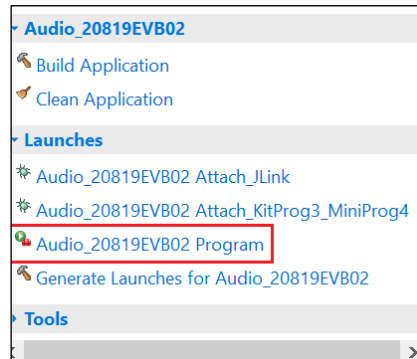 Audio_20819EVB02
Build Application
Clean Application
Launches
Audio_20819EVB02 Attach_JLink
Audio_20819EVB02 Attach_KitProg3_MiniProg4
Audio_20819EVB02 Program
Generate Launches for Audio_20819EVB02
Tools